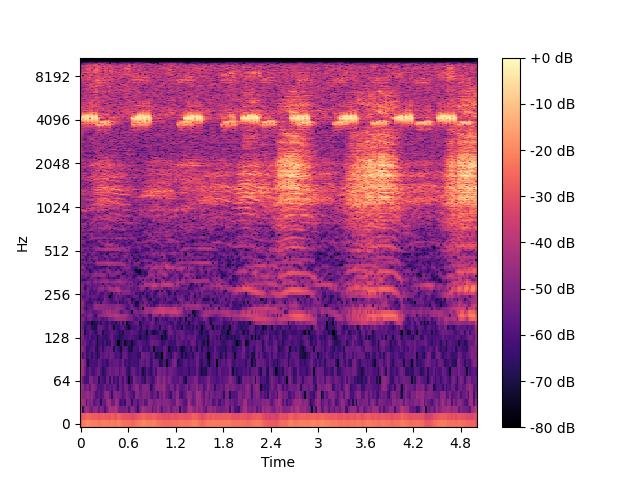 8192
4096
2048
1024
512
256
128
64
0
Hz
0 0.6 1.2 1.8 2.4 3 3.6 4.2 4.8
Time
+0 dB
-10 dB
-20 dB
-30 dB
-40 dB
-50 dB
-60 dB
-70 dB
-80 dB